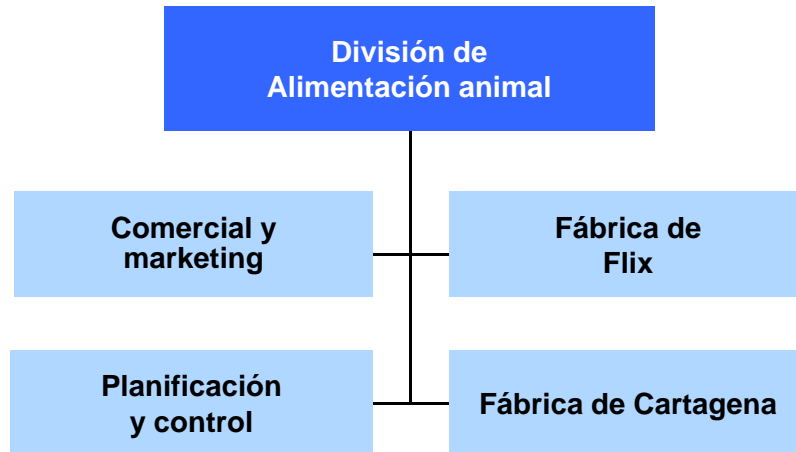 División de
Alimentación animal
Comercial y
marketing
Fábrica de
Flix
Planificación
y control
Fábrica de Cartagena